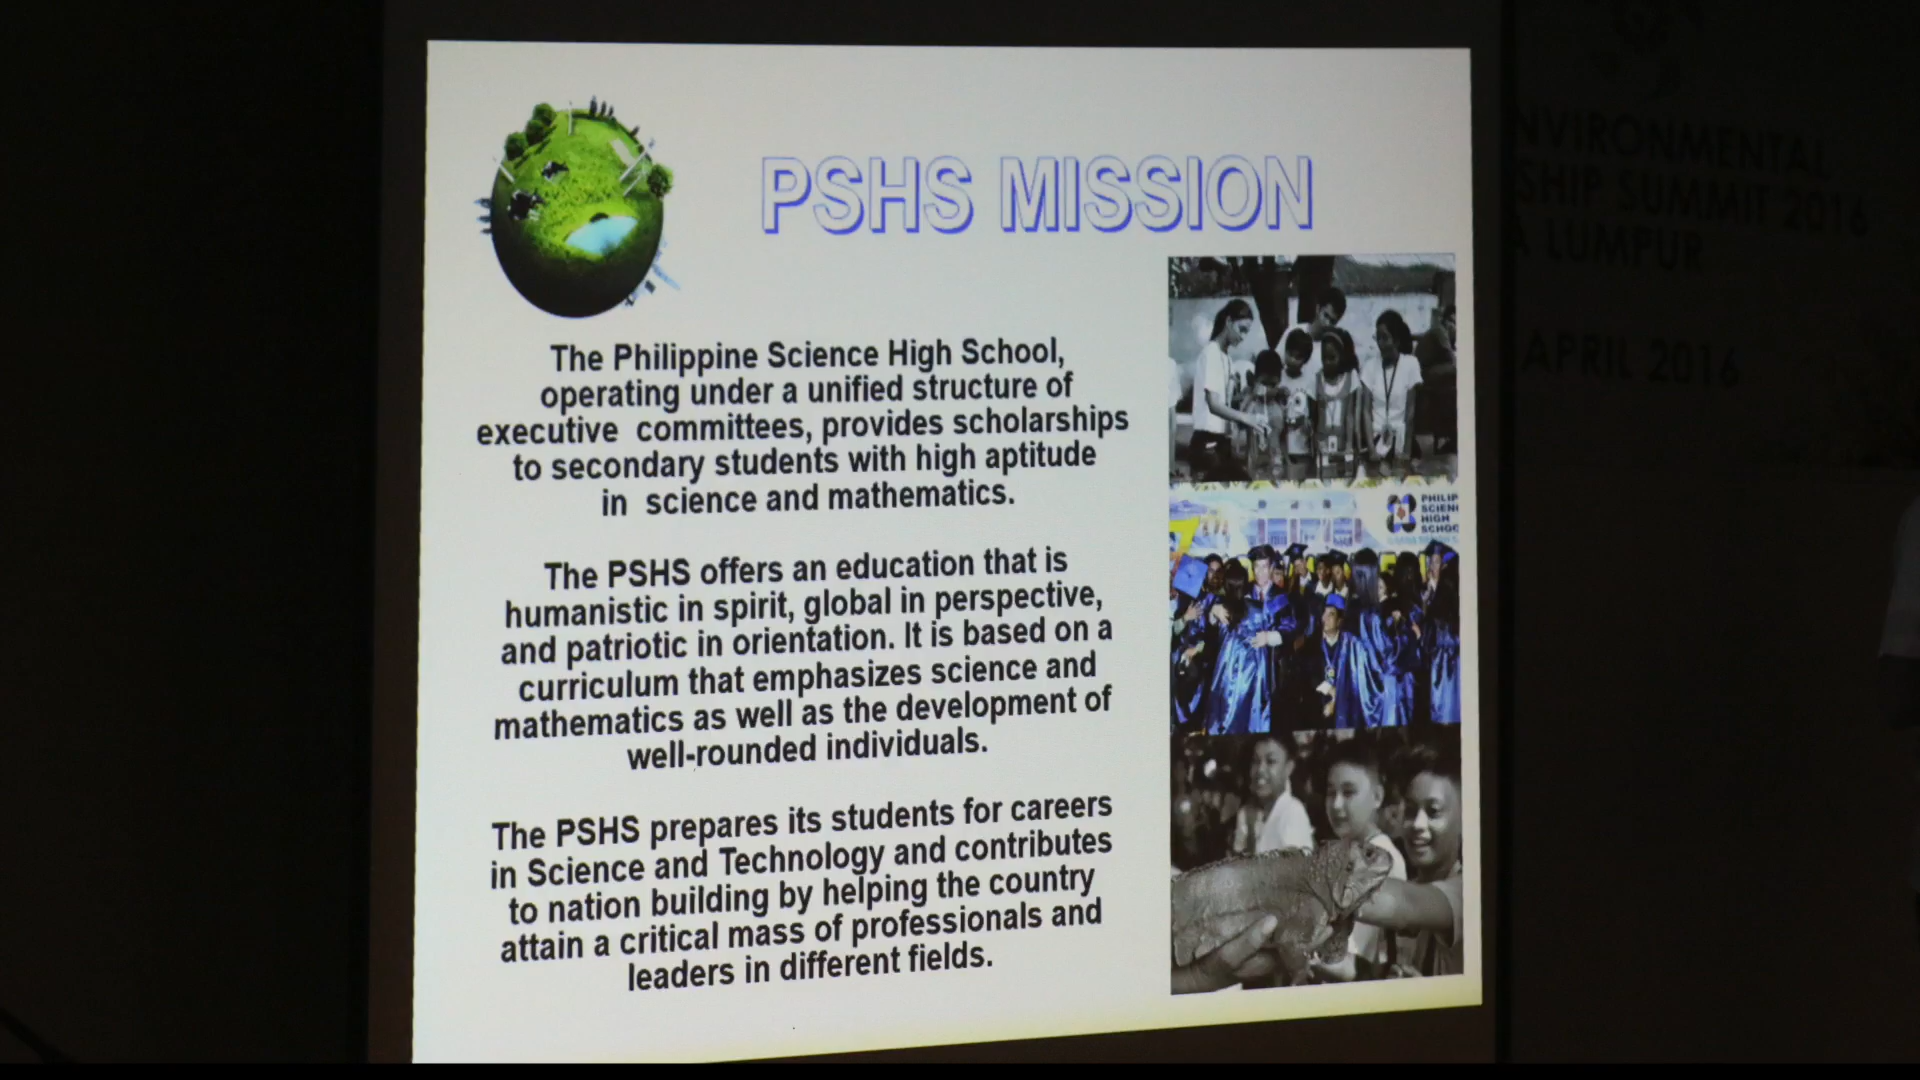 PSHS MISSION
The Philippine Science High School,
operating under a unified structure of
executive committees, provides scholarships
to secondary students with high aptitude
in science and mathematics.
The PSHS offers an education that is
humanistic in spirit, global in perspective,
and patriotic in orientation. It is based on a
curriculum that emphasizes science and
mathematics as well as the development of
well-rounded individuals.
The PSHS prepares its students for careers
in Science and Technology and contributes
to nation building by helping the country
attain a critical mass of professionals and
leaders in different fields.
PHILIP
SCIEN
HIGH
SCHOO
NVIRONMENTAL
SHIP SUMMIT 2016
A LUMPUR
APRIL 2016